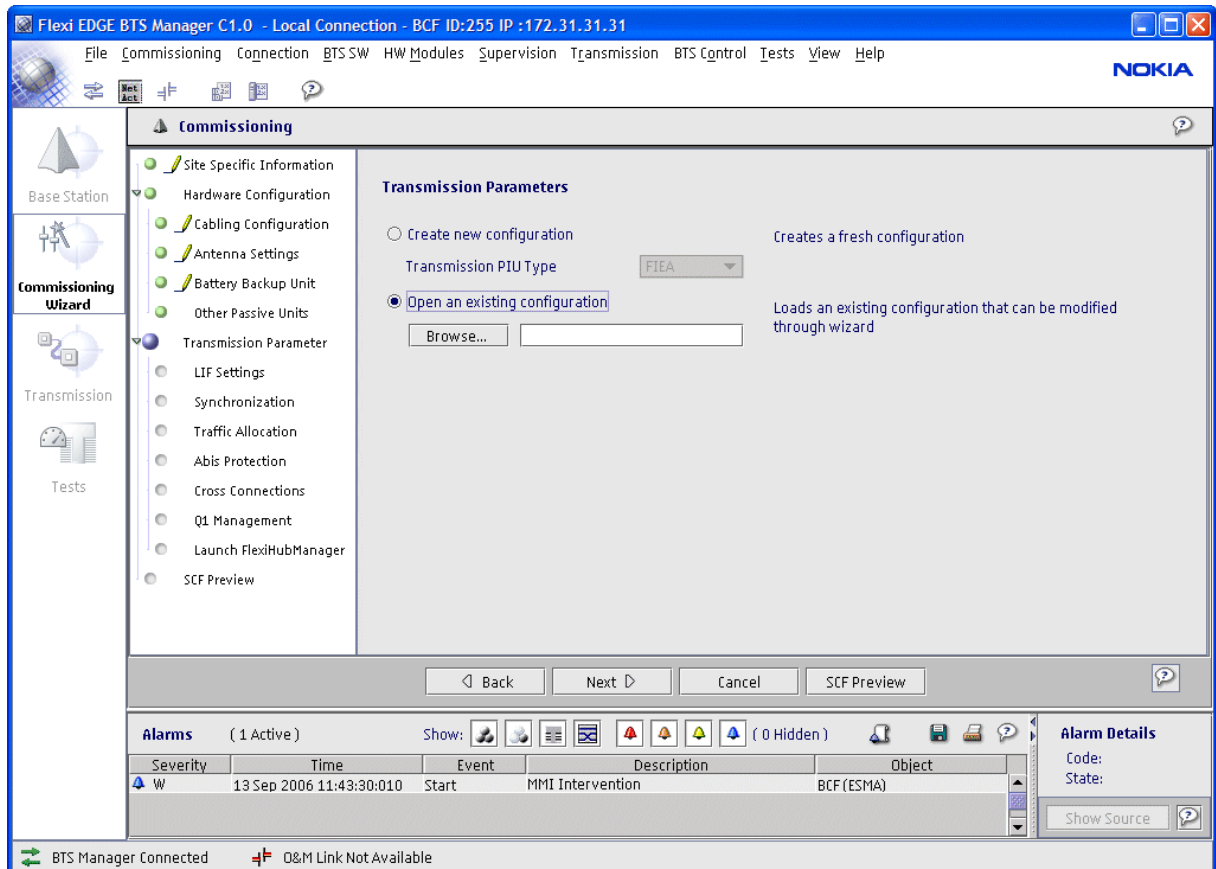 Flexi EDGE BTS Manager C1.0 - Local Connection - BCF ID:255 IP :172.31.31.31
File Commissioning Connection BTS SW HW Modules Supervision Transmission BTS Control Tests View Help
NOKIA
Net Act
Commissioning
Base Station
Commissioning Wizard
Transmission
Tests
Site Specific Information
Hardware Configuration
Cabling Configuration
Antenna Settings
Battery Backup Unit
Other Passive Units
Transmission Parameter
LIF Settings
Synchronization
Traffic Allocation
Abis Protection
Cross Connections
Q1 Management
Launch FlexiHubManager
SCF Preview
Transmission Parameters
Create new configuration
Creates a fresh configuration
Transmission PIU Type FIEA
Open an existing configuration
Loads an existing configuration that can be modified
through wizard
Browse...
Back Next Cancel SCF Preview
Alarms ( 1 Active ) Show: ( 0 Hidden )
Severity Time Event Description Object
W 13 Sep 2006 11:43:30:010 Start MMI Intervention BCF(ESMA)
Alarm Details
Code:
State:
Show Source
BTS Manager Connected O&M Link Not Available